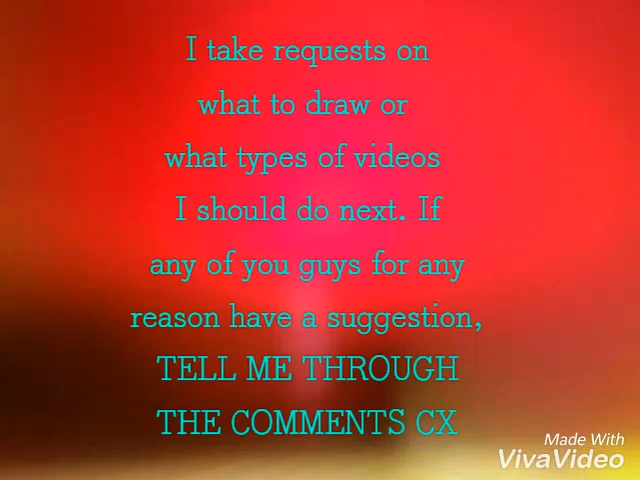 I take requests on
what to draw or
what types of videos
I should do next. If
any of you guys for any
reason have a suggestion,
TELL ME THROUGH
THE COMMENTS CX
Made With
VivaVideo